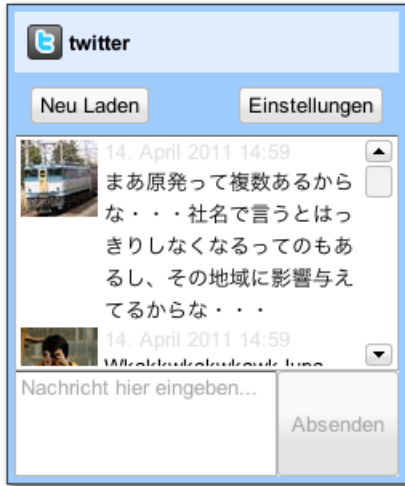 twitter
Neu Laden
Einstellungen
14. April 2011 14:59
まあ原発って複数あるから
な・・・社名で言うとはっ
きりしなくなるってのもあ
るし、その地域に影響与え
てるからな・・・
14. April 2011 14:59
Nachricht hier eingeben...
Absenden